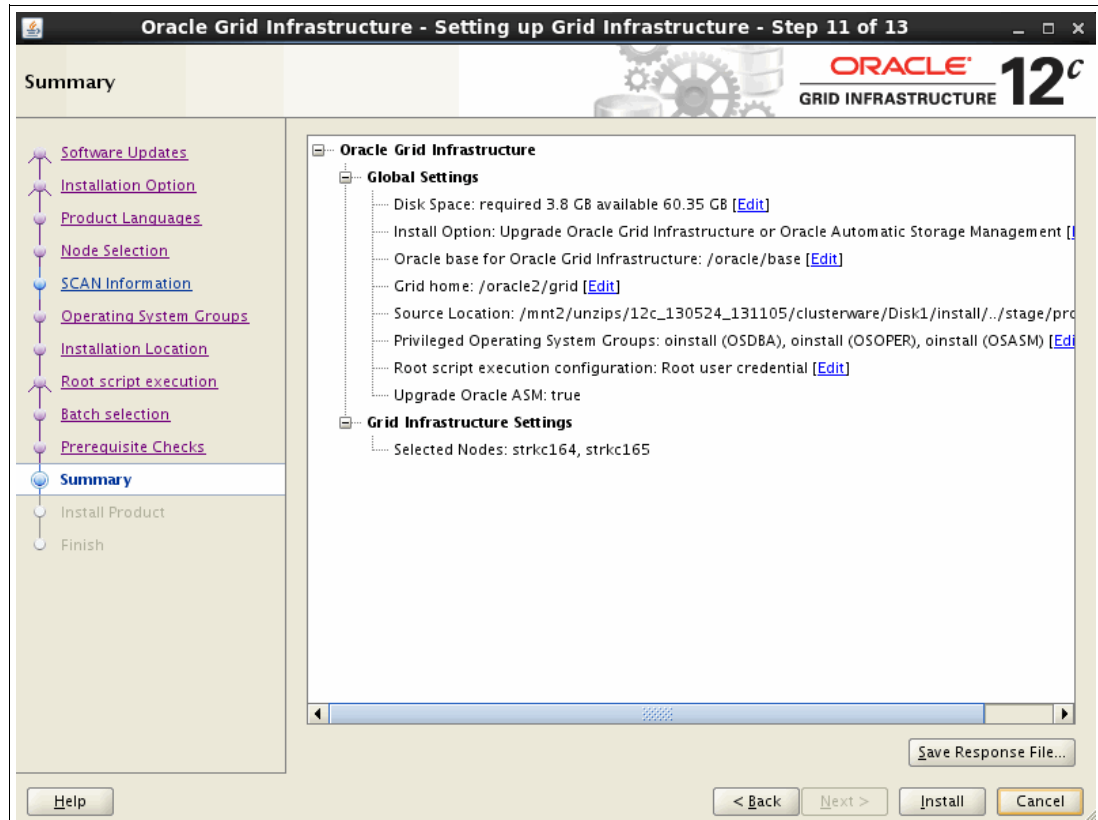 Oracle Grid Infrastructure - Setting up Grid Infrastructure - Step 11 of 13
Summary
ORACLE
GRID INFRASTRUCTURE 12c
Software Updates
Installation Option
Product Languages
Node Selection
SCAN Information
Operating System Groups
Installation Location
Root script execution
Batch selection
Prerequisite Checks
Summary
Install Product
Finish
Oracle Grid Infrastructure
Global Settings
Disk Space: required 3.8 GB available 60.35 GB [Edit]
Install Option: Upgrade Oracle Grid Infrastructure or Oracle Automatic Storage Management [
Oracle base for Oracle Grid Infrastructure: /oracle/base [Edit]
Grid home: /oracle2/grid [Edit]
Source Location: /mnt2/unzips/12c_130524_131105/clusterware/Disk1/install/../stage/pro
Privileged Operating System Groups: oinstall (OSDBA), oinstall (OSOPER), oinstall (OSASM) [Edi
Root script execution configuration: Root user credential [Edit]
Upgrade Oracle ASM: true
Grid Infrastructure Settings
Selected Nodes: strkc164, strkc165
Save Response File...
Help
< Back
Next >
Install
Cancel